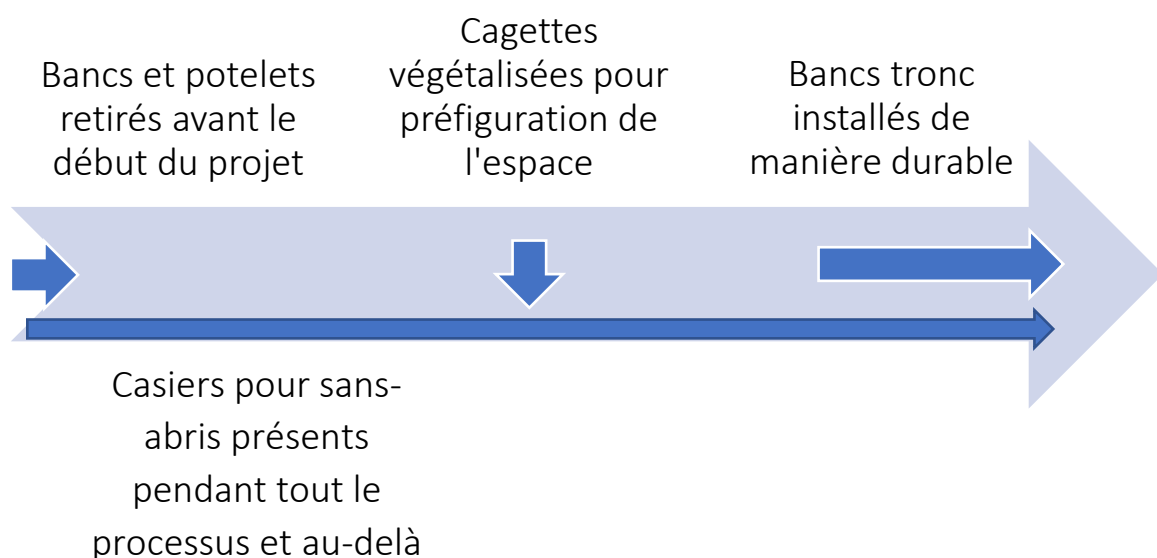 Bancs et potelets
retirés avant le
début du projet
Cagettes
végétalisées pour
préfiguration de
l'espace
Bancs tronc
installés de
manière durable
Casiers pour sans-
abris présents
pendant tout le
processus et au-delà